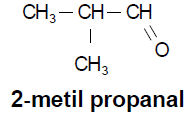 CH₃ – CH – CH
O
CH₃
2-metil propanal